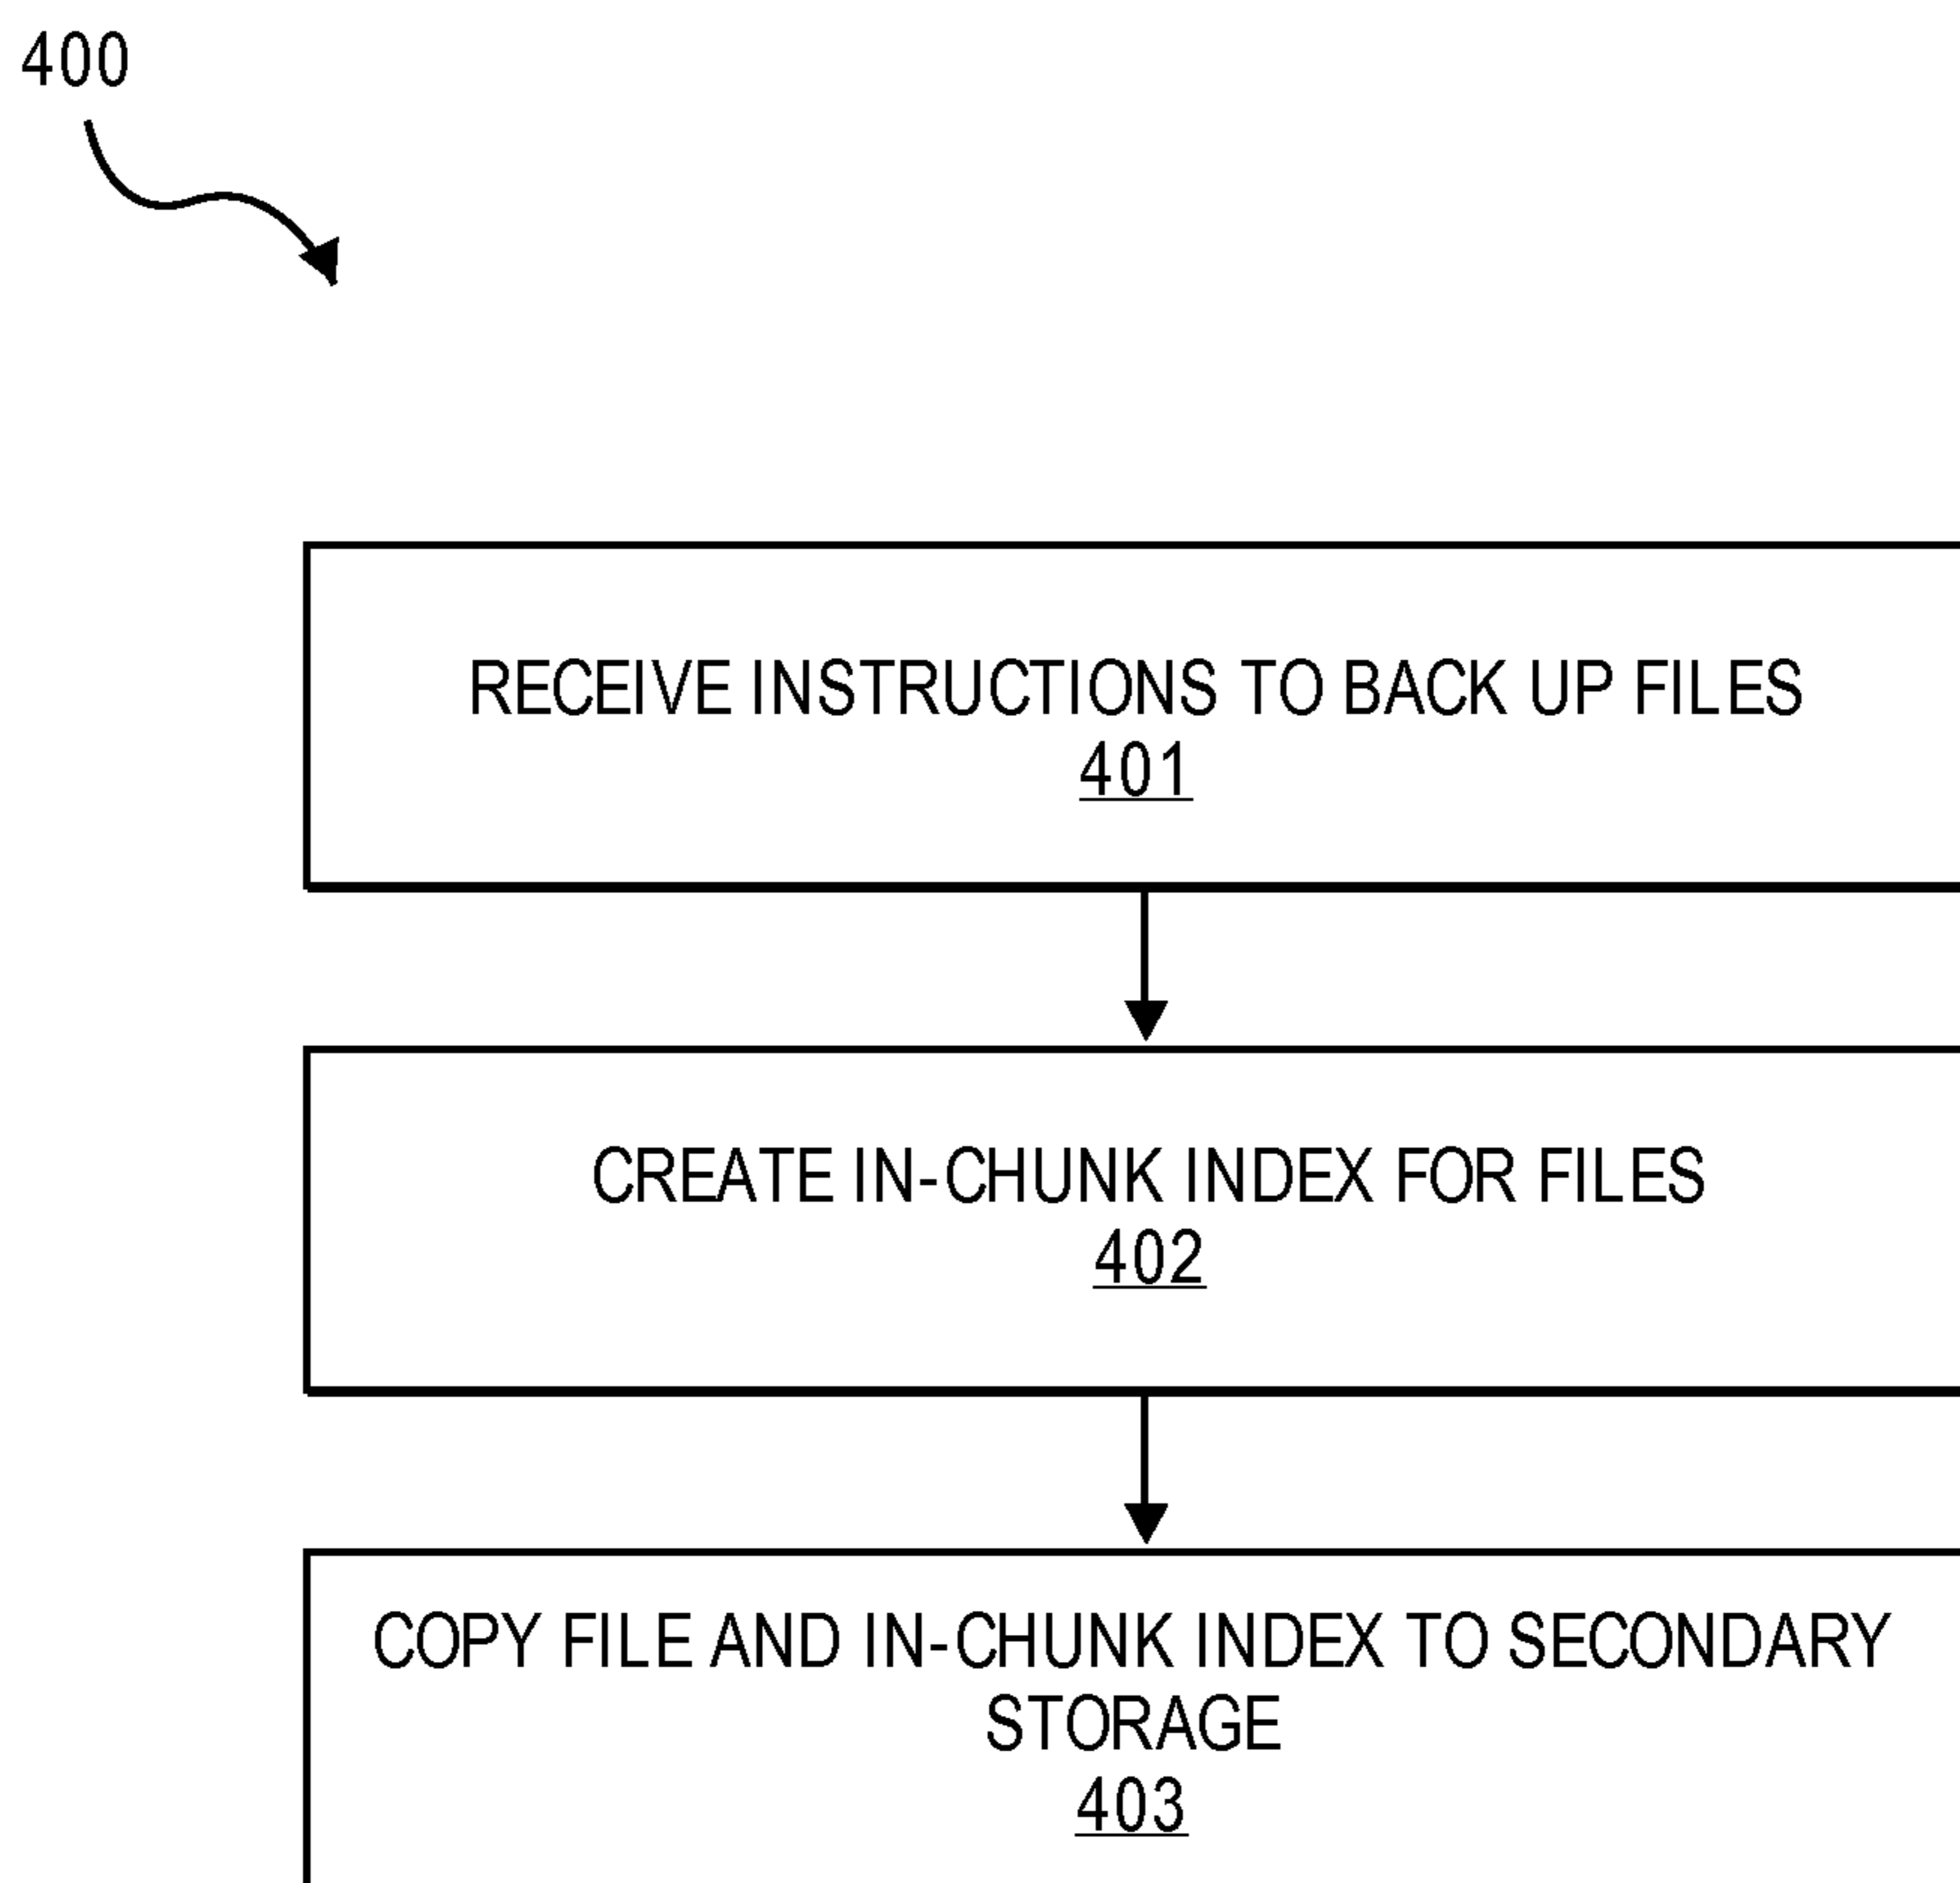 400
RECEIVE INSTRUCTIONS TO BACK UP FILES
401
CREATE IN-CHUNK INDEX FOR FILES
402
COPY FILE AND IN-CHUNK INDEX TO SECONDARY
STORAGE
403